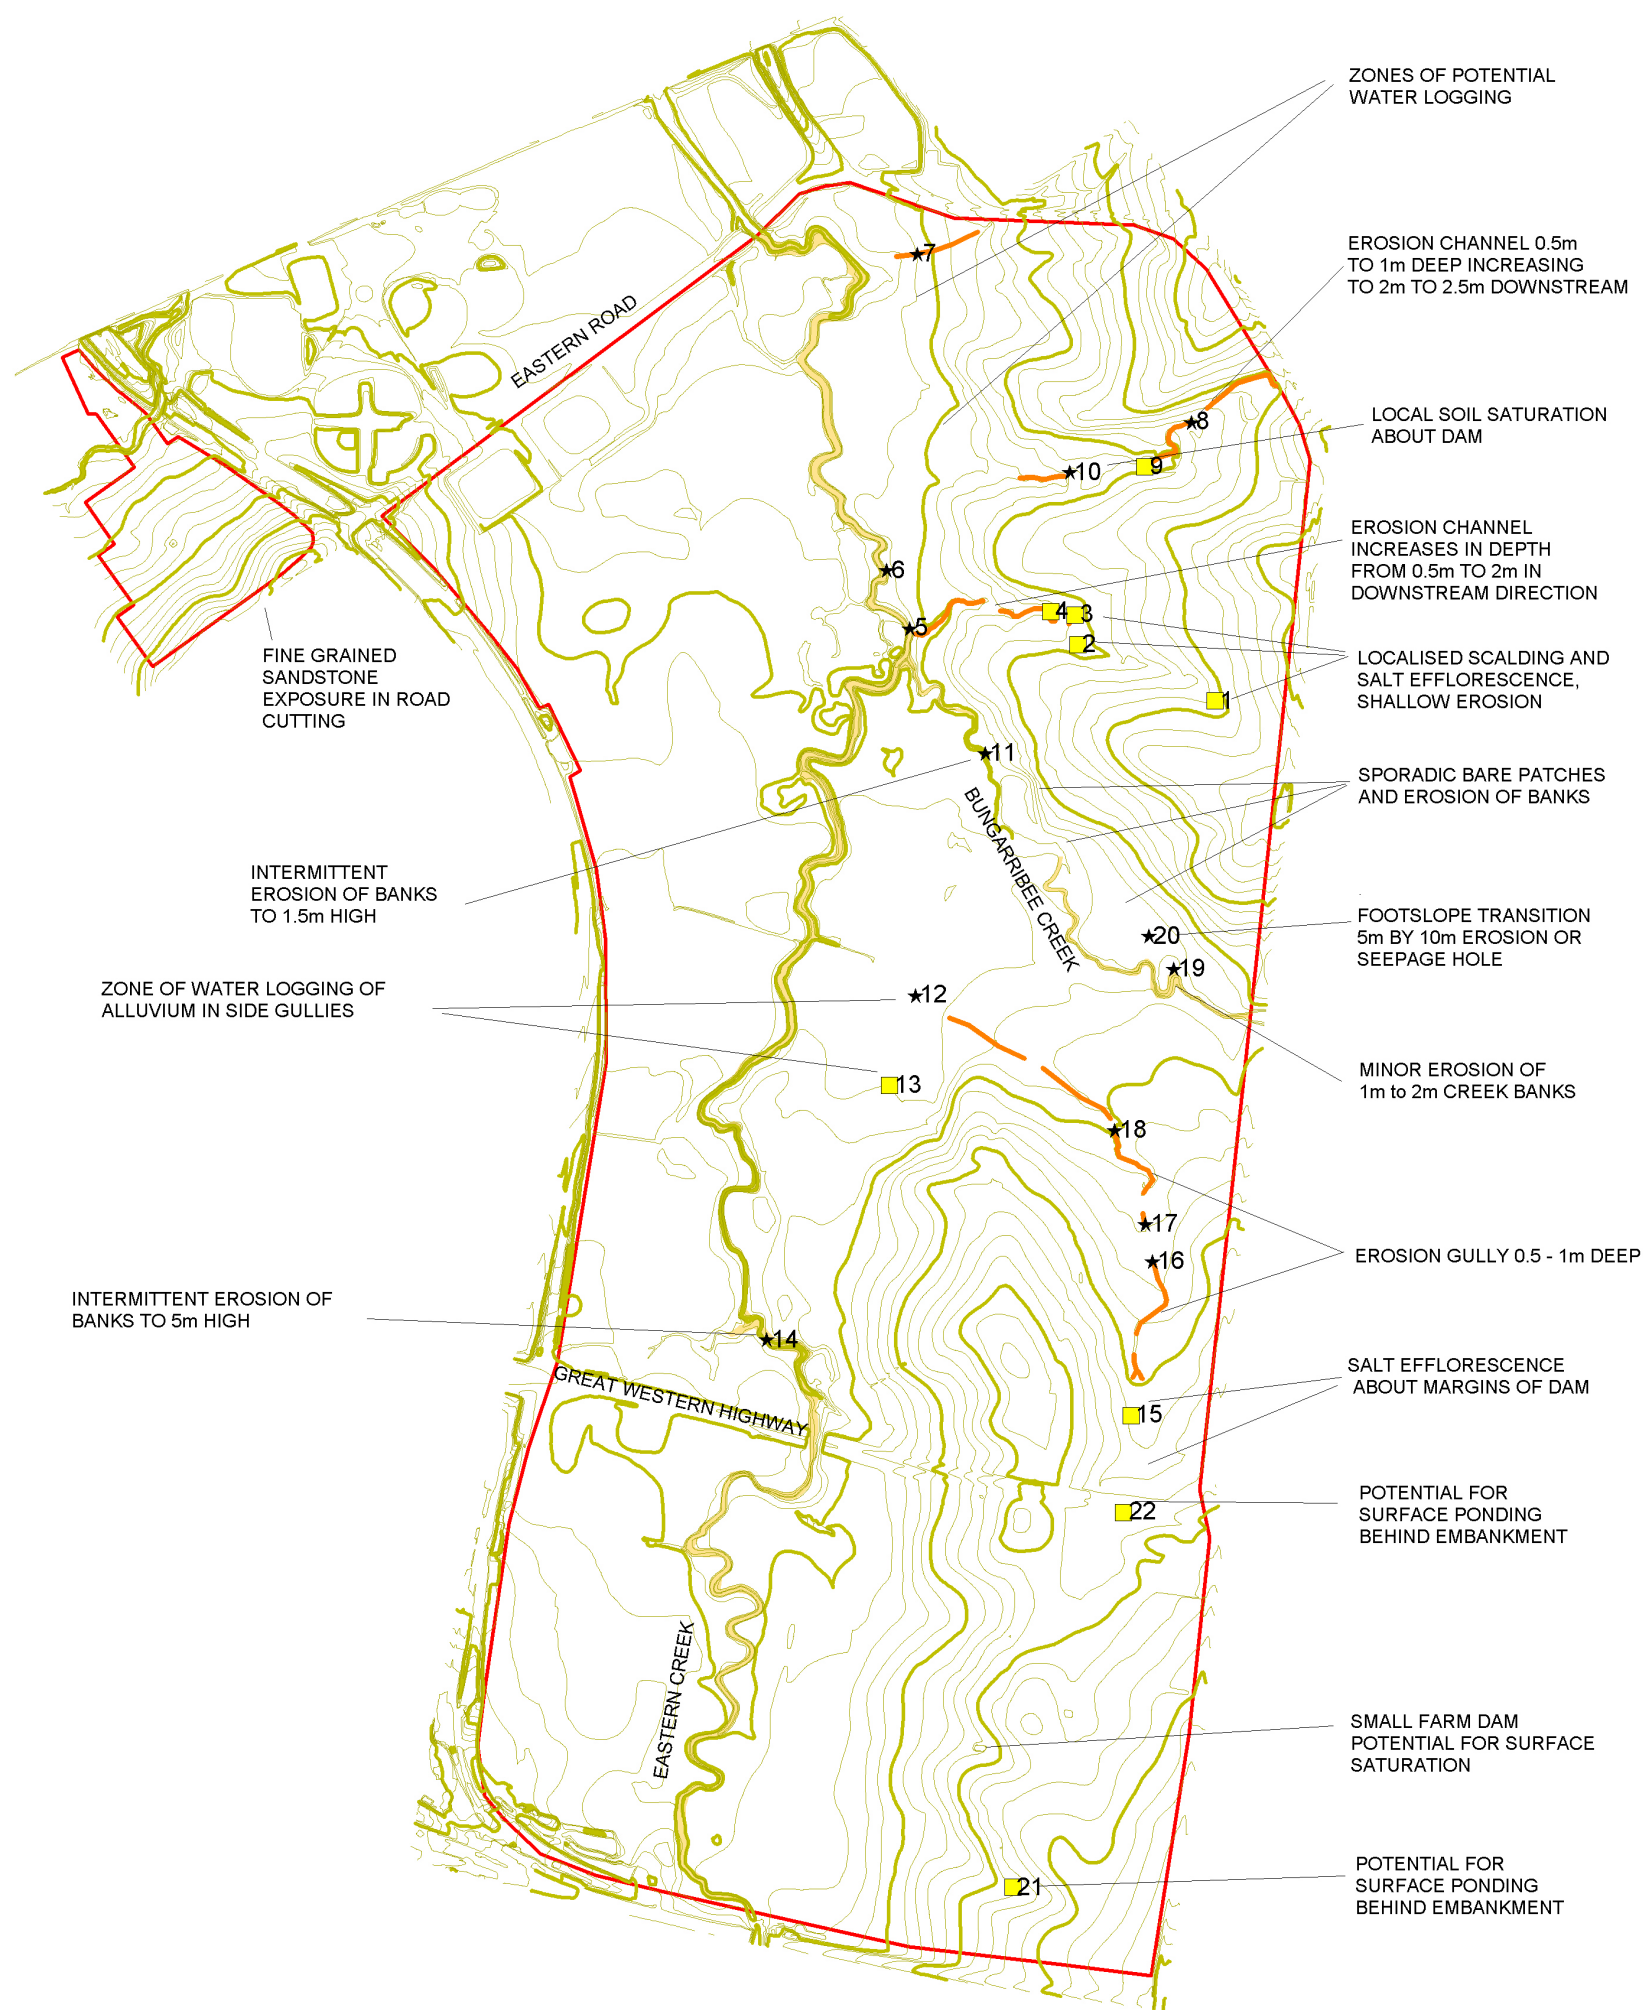 ZONES OF POTENTIAL
WATER LOGGING
7
EROSION CHANNEL 0.5m
TO 1m DEEP INCREASING
TO 2m TO 2.5m DOWNSTREAM
EASTERN ROAD
8
LOCAL SOIL SATURATION
ABOUT DAM
9
10
EROSION CHANNEL
INCREASES IN DEPTH
FROM 0.5m TO 2m IN
DOWNSTREAM DIRECTION
6
4
3
5
2
FINE GRAINED
SANDSTONE
EXPOSURE IN ROAD
CUTTING
LOCALISED SCALDING AND
SALT EFFLORESCENCE,
SHALLOW EROSION
1
11
SPORADIC BARE PATCHES
AND EROSION OF BANKS
BUNGARRIBEE CREEK
INTERMITTENT
EROSION OF BANKS
TO 1.5m HIGH
FOOTSLOPE TRANSITION
5m BY 10m EROSION OR
SEEPAGE HOLE
20
19
ZONE OF WATER LOGGING OF
ALLUVIUM IN SIDE GULLIES
12
13
MINOR EROSION OF
1m to 2m CREEK BANKS
18
17
16
EROSION GULLY 0.5 - 1m DEEP
INTERMITTENT EROSION OF
BANKS TO 5m HIGH
14
GREAT WESTERN HIGHWAY
SALT EFFLORESCENCE
ABOUT MARGINS OF DAM
15
POTENTIAL FOR
SURFACE PONDING
BEHIND EMBANKMENT
22
EASTERN CREEK
SMALL FARM DAM
POTENTIAL FOR SURFACE
SATURATION
21
POTENTIAL FOR
SURFACE PONDING
BEHIND EMBANKMENT